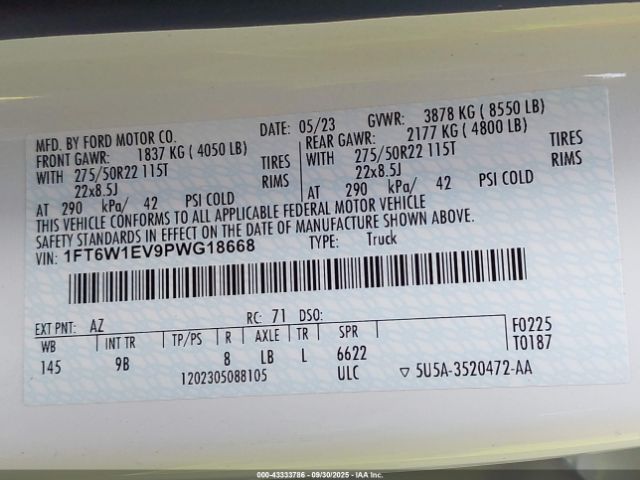 MFD. BY FORD MOTOR CO. DATE: 05/23 GVWR: 3878 KG ( 8550 LB)
FRONT GAWR: 1837 KG ( 4050 LB) REAR GAWR: 2177 KG ( 4800 LB)
WITH 275/50R22 115T TIRES WITH 275/50R22 115T TIRES
22x8.5J RIMS 22x8.5J RIMS
AT 290 kPa/ 42 PSI COLD AT 290 kPa/ 42 PSI COLD
THIS VEHICLE CONFORMS TO ALL APPLICABLE FEDERAL MOTOR VEHICLE
SAFETY STANDARDS IN EFFECT ON THE DATE OF MANUFACTURE SHOWN ABOVE.
VIN: 1FT6W1EV9PWG18668 TYPE: Truck
EXT PNT: AZ RC: 71 DSO: F0225
WB INT TR TP/PS R AXLE TR SPR T0187
145 9B 8 LB L 6622
1202305088105 ULC ▽ 5U5A-3520472-AA
000-43333786 - 09/30/2025 - IAA Inc.